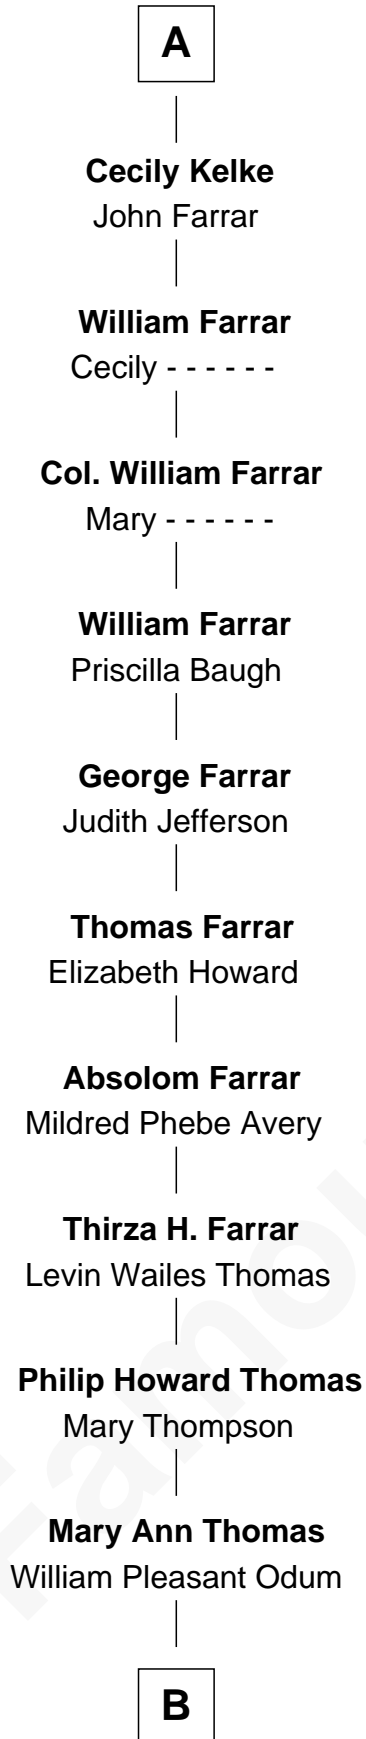 A
Cecily Kelke
John Farrar
William Farrar
Cecily - - - - - -
Col. William Farrar
Mary - - - - - -
William Farrar
Priscilla Baugh
George Farrar
Judith Jefferson
Thomas Farrar
Elizabeth Howard
Absolom Farrar
Mildred Phebe Avery
Thirza H. Farrar
Levin Wailes Thomas
Philip Howard Thomas
Mary Thompson
Mary Ann Thomas
William Pleasant Odum
B
Famou